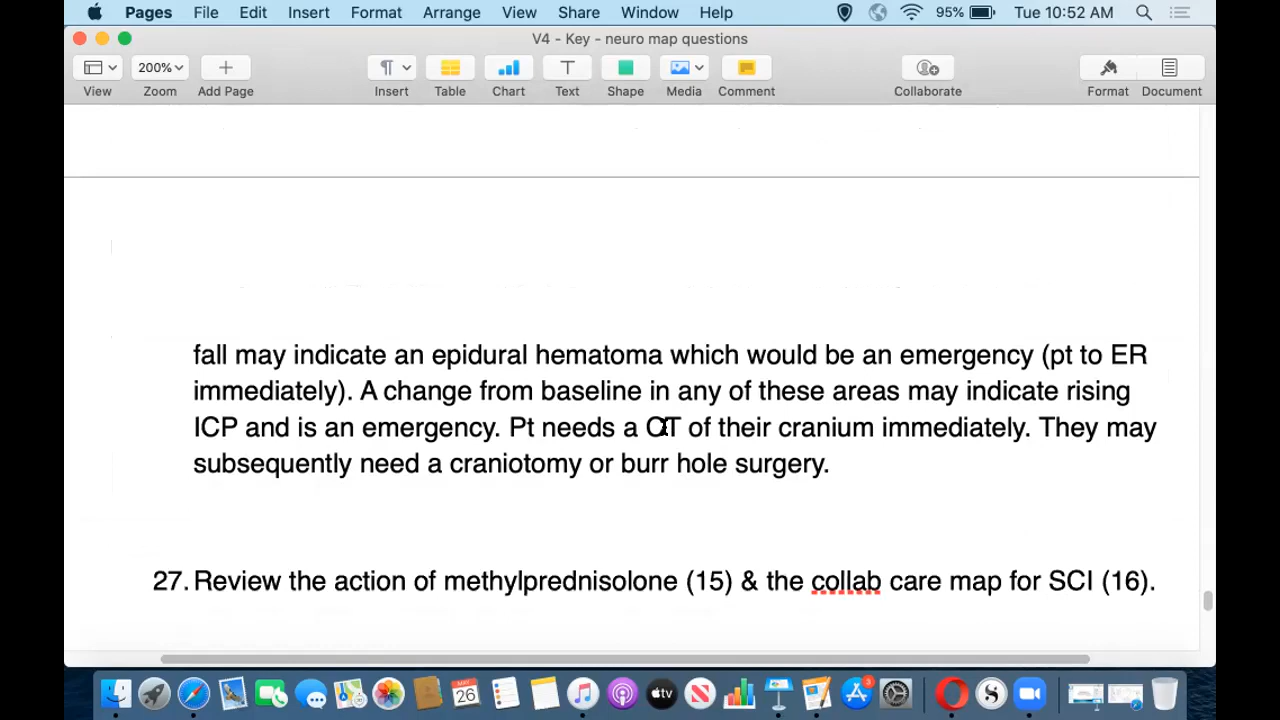 Pages File Edit Insert Format Arrange View Share Window Help 95% Tue 10:52 AM
V4 - Key - neuro map questions
200%
View Zoom Add Page Insert Table Chart Text Shape Media Comment Collaborate Format Document
fall may indicate an epidural hematoma which would be an emergency (pt to ER
immediately). A change from baseline in any of these areas may indicate rising
ICP and is an emergency. Pt needs a CT of their cranium immediately. They may
subsequently need a craniotomy or burr hole surgery.
27. Review the action of methylprednisolone (15) & the collab care map for SCI (16).
MAY
26
tv
3